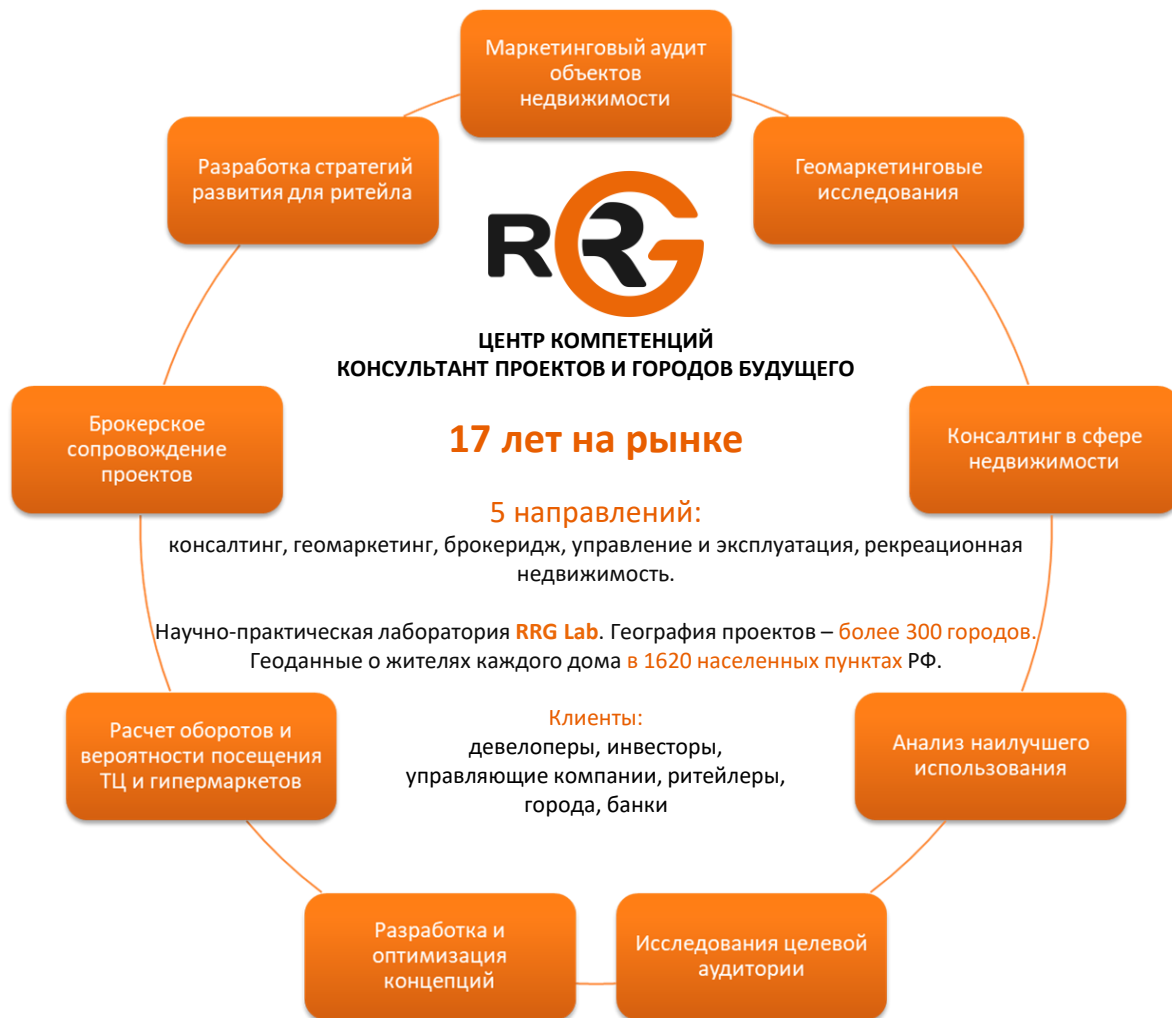 Маркетинговый аудит
объектов
недвижимости
Разработка стратегий
развития для ритейла
Геомаркетинговые
исследования
RRG
ЦЕНТР КОМПЕТЕНЦИЙ
КОНСУЛЬТАНТ ПРОЕКТОВ И ГОРОДОВ БУДУЩЕГО
Брокерское
сопровождение
проектов
17 лет на рынке
Консалтинг в сфере
недвижимости
5 направлений:
консалтинг, геомаркетинг, брокеридж, управление и эксплуатация, рекреационная
недвижимость.
Научно-практическая лаборатория RRG Lab. География проектов – более 300 городов.
Геоданные о жителях каждого дома в 1620 населенных пунктах РФ.
Расчет оборотов и
вероятности посещения
ТЦ и гипермаркетов
Клиенты:
девелоперы, инвесторы,
управляющие компании, ритейлеры,
города, банки
Анализ наилучшего
использования
Разработка и
оптимизация
концепций
Исследования целевой
аудитории